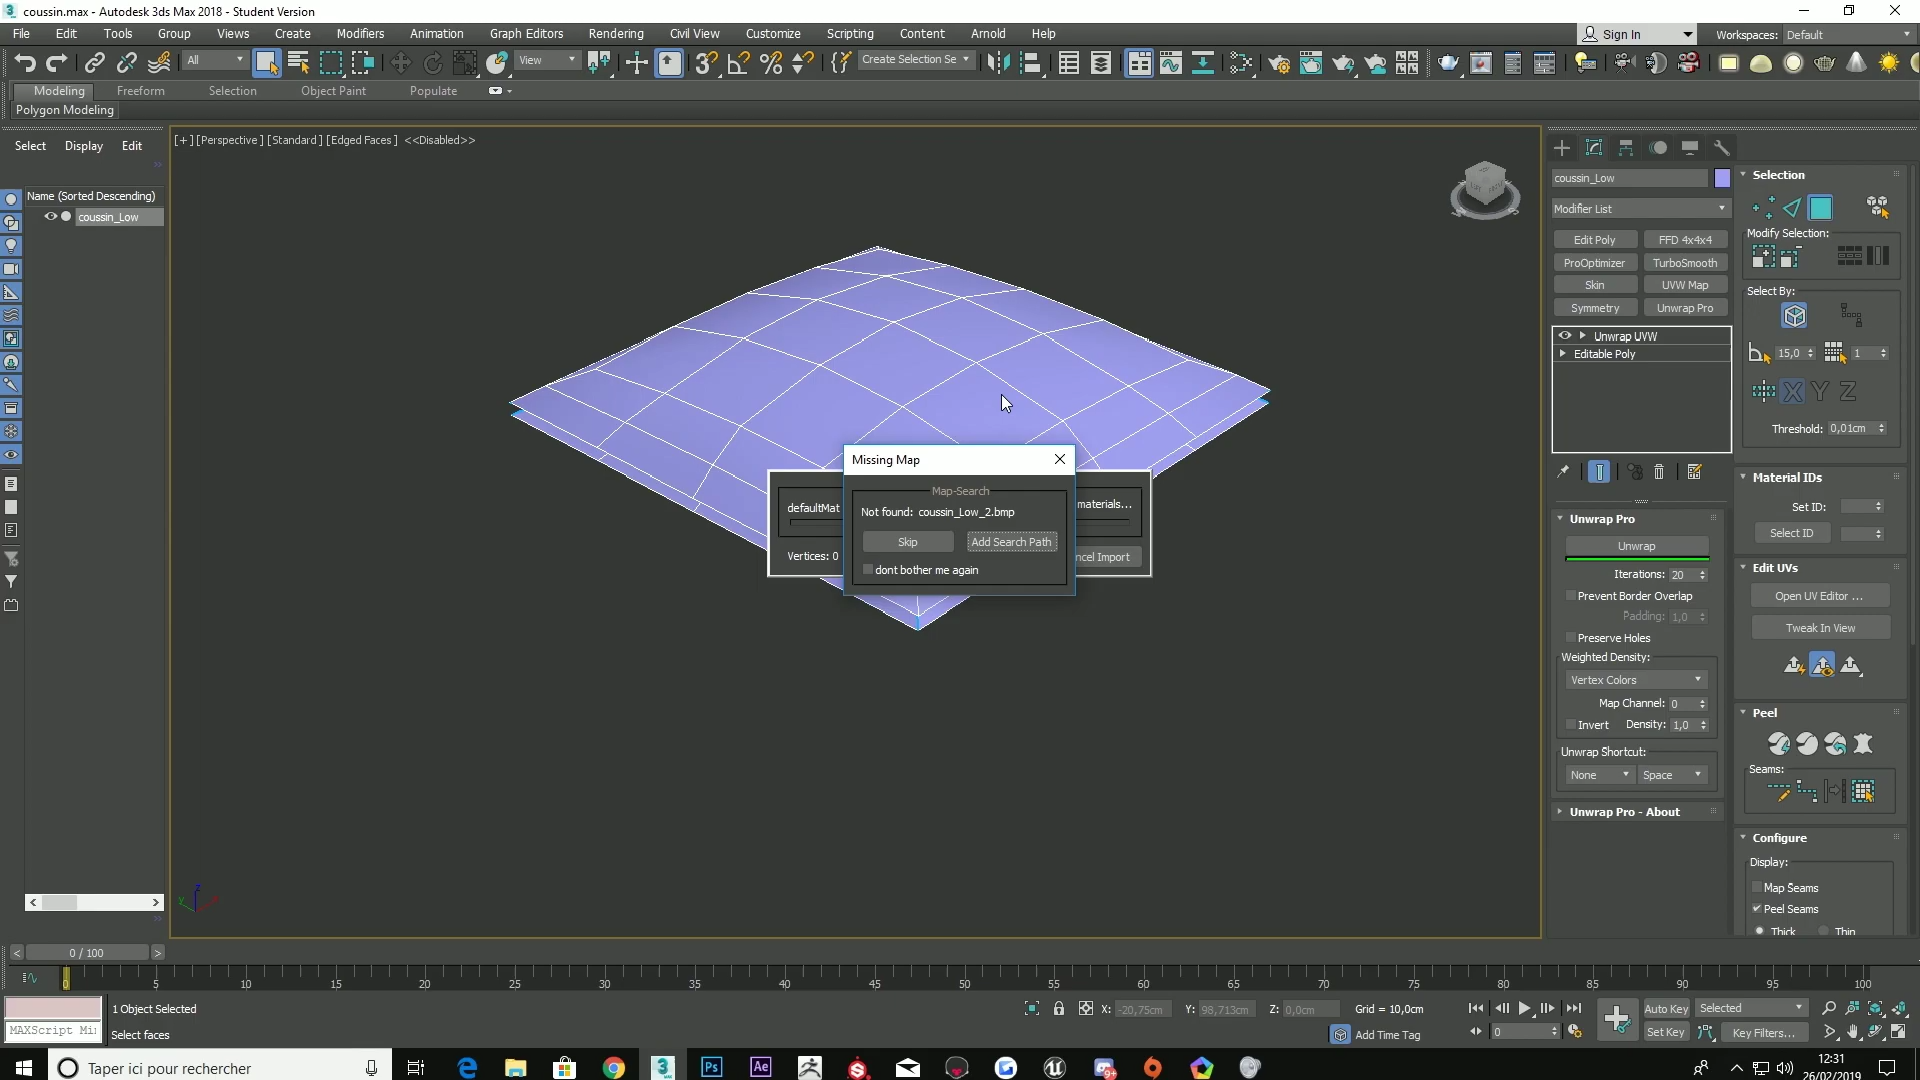 coussin.max - Autodesk 3ds Max 2018 - Student Version
File Edit Tools Group Views Create Modifiers Animation Graph Editors Rendering Civil View Customize Scripting Content Arnold Help
Sign In
Workspaces: Default
All
View
Create Selection Se
Modeling Freeform Selection Object Paint Populate
Polygon Modeling
Select Display Edit
Name (Sorted Descending)
coussin_Low
[+] [Perspective] [Standard] [Edged Faces] <<Disabled>>
Missing Map
Map-Search
Not found: coussin_Low_2.bmp
Skip
Add Search Path
dont bother me again
defaultMat
materials...
Vertices: 0
ncel Import
coussin_Low
Modifier List
Edit Poly FFD 4x4x4
ProOptimizer TurboSmooth
Skin UVW Map
Symmetry Unwrap Pro
Unwrap UVW
Editable Poly
Unwrap Pro
Unwrap
Iterations: 20
Prevent Border Overlap
Padding: 1,0
Preserve Holes
Weighted Density:
Vertex Colors
Map Channel: 0
Invert Density: 1,0
Unwrap Shortcut:
None Space
Unwrap Pro - About
Selection
Modify Selection:
Select By:
15,0 1
X Y Z
Threshold: 0,01cm
Material IDs
Set ID:
Select ID
Edit UVs
Open UV Editor ...
Tweak In View
Peel
Seams:
Configure
Display:
Map Seams
Peel Seams
Thick Thin
0 / 100
0 5 10 15 20 25 30 35 40 45 50 55 60 65 70 75 80 85 90 95 100
1 Object Selected
X: -20,75cm Y: 98,713cm Z: 0,0cm Grid = 10,0cm
Auto Key Selected
MAXScript Mi
Select faces
Add Time Tag
0
Set Key Key Filters...
Taper ici pour rechercher
12:31
26/02/2019